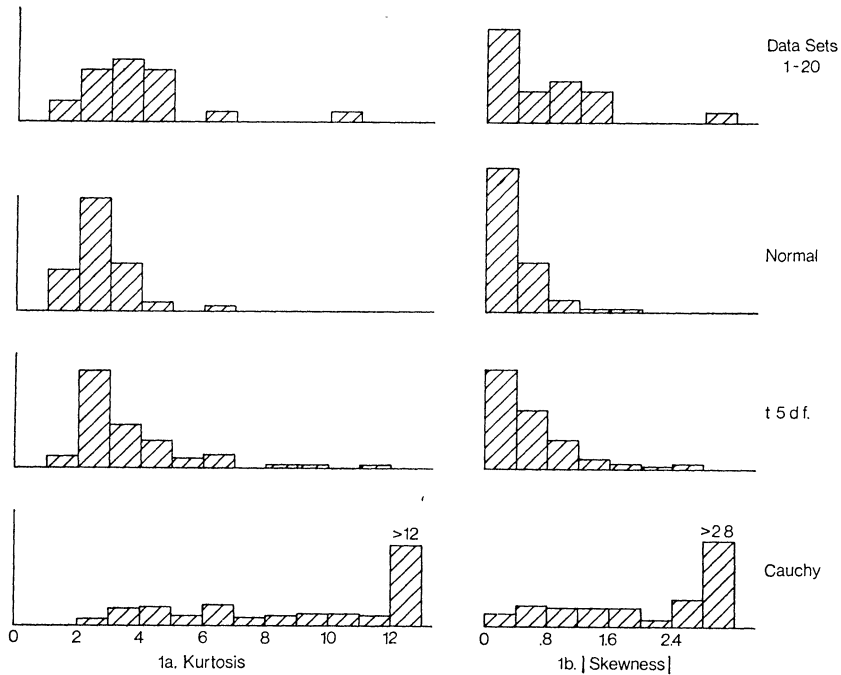 Data Sets
1-20
Normal
t 5 d f.
>12
>2 8
Cauchy
0 2 4 6 8 10 12
0 .8 1.6 2.4
1a. Kurtosis
1b. |Skewness|